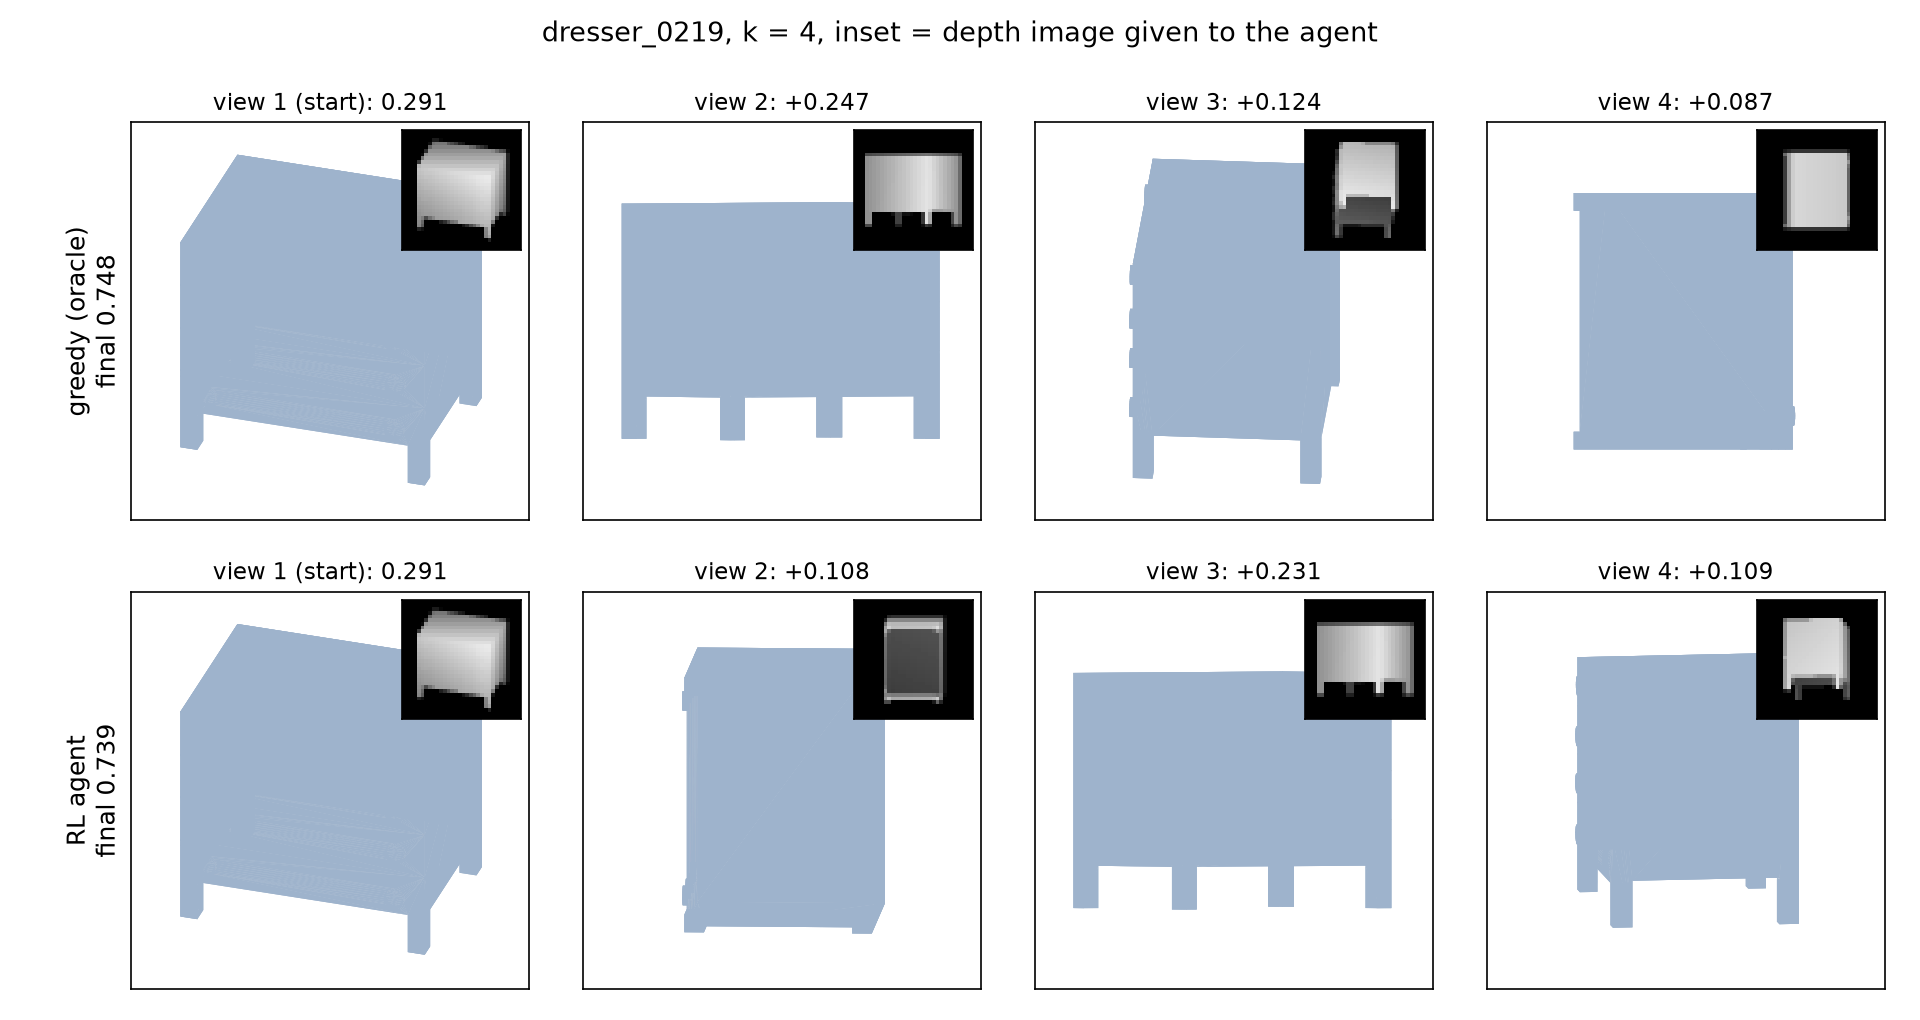 dresser_0219, k = 4, inset = depth image given to the agent
view 1 (start): 0.291
view 2: +0.247
view 3: +0.124
view 4: +0.087
greedy (oracle)
final 0.748
view 1 (start): 0.291
view 2: +0.108
view 3: +0.231
view 4: +0.109
RL agent
final 0.739